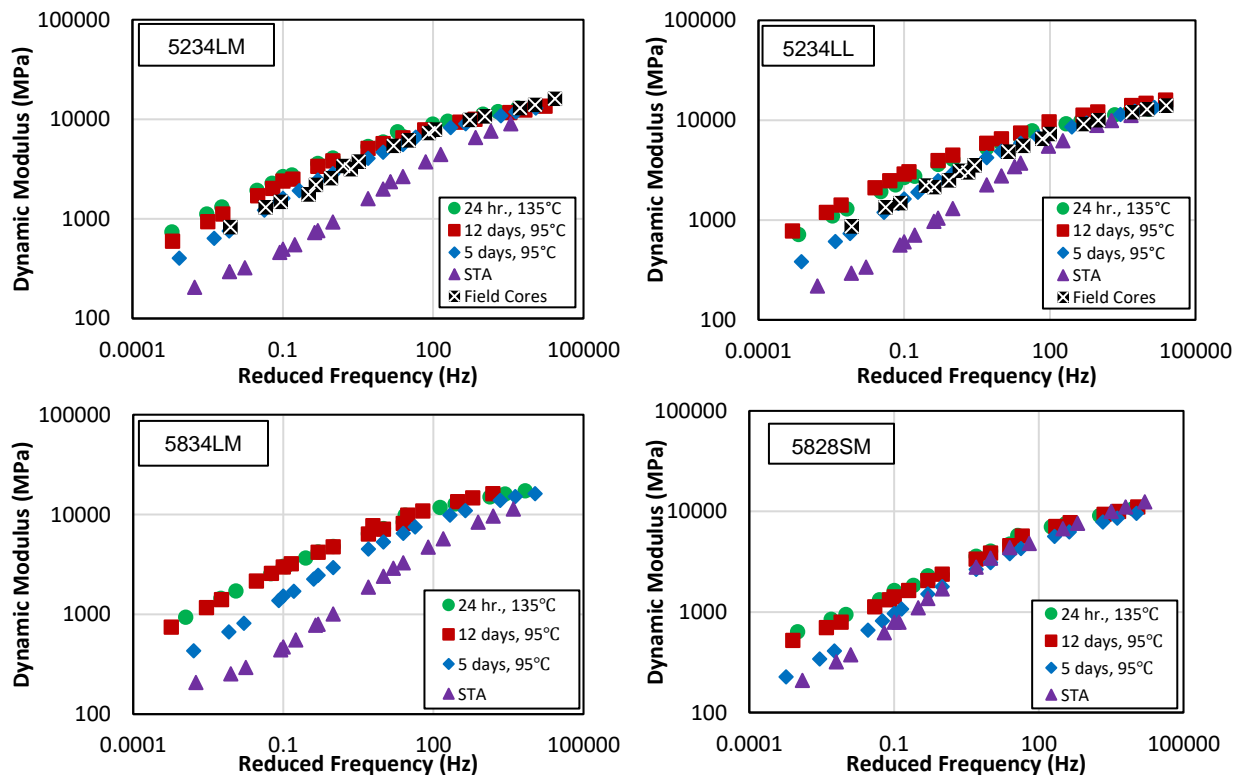 5234LM
Dynamic Modulus (MPa)
100000
10000
1000
100
24 hr., 135°C
12 days, 95°C
5 days, 95°C
STA
Field Cores
0.0001
0.1
100
100000
Reduced Frequency (Hz)
5234LL
Dynamic Modulus (MPa)
100000
10000
1000
100
24 hr., 135°C
12 days, 95°C
5 days, 95°C
STA
Field Cores
0.0001
0.1
100
100000
Reduced Frequency (Hz)
5834LM
Dynamic Modulus (MPa)
100000
10000
1000
100
24 hr., 135℃
12 days, 95℃
5 days, 95℃
STA
0.0001
0.1
100
100000
Reduced Frequency (Hz)
5828SM
Dynamic Modulus (MPa)
100000
10000
1000
100
24 hr., 135℃
12 days, 95℃
5 days, 95℃
STA
0.0001
0.1
100
100000
Reduced Frequency (Hz)